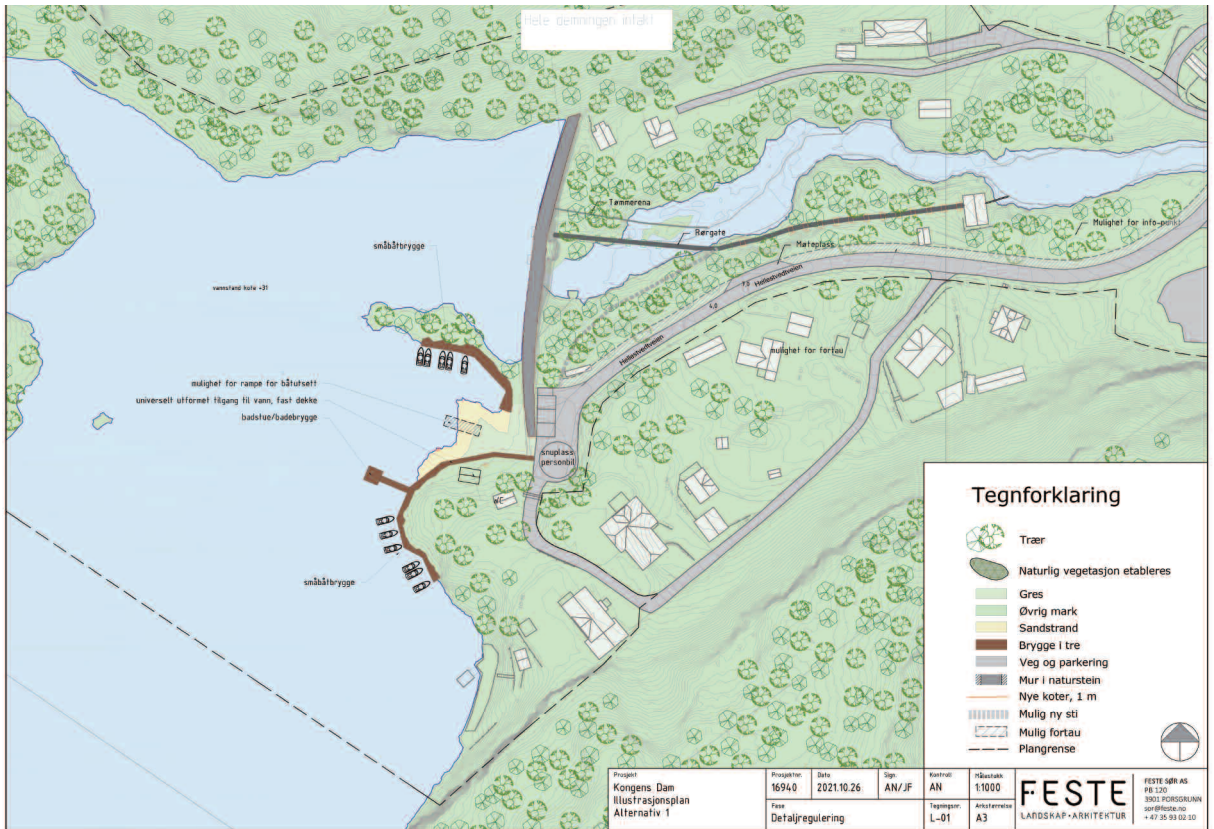 Hele demningen intakt
Tømmerrenna
Rørgate
Møteplass
Mulighet for info-punkt
småbåtbrygge
vannstand kote +31
Hellestvedtveien
7.0
4.0
Hellestvedtveien
mulighet for fortau
mulighet for rampe for båtutsett
universelt utformet tilgang til vann, fast dekke
badstue/badebrygge
snuplass
personbil
WC
småbåtbrygge
Tegnforklaring
Trær
Naturlig vegetasjon etableres
Gres
Øvrig mark
Sandstrand
Brygge i tre
Veg og parkering
Mur i naturstein
Nye koter, 1 m
Mulig ny sti
Mulig fortau
Plangrense
Prosjekt
Kongens Dam
Illustrasjonsplan
Alternativ 1
Prosjektnr.
16940
Dato
2021.10.26
Sign.
AN/JF
Kontroll
AN
Målestokk
1:1000
Fase
Detaljregulering
Tegningsnr.
L-01
Arkstørrelse
A3
FESTE
LANDSKAP • ARKITEKTUR
FESTE SØR AS
PB 120
3901 PORSGRUNN
sor@feste.no
+ 47 35 93 02 10